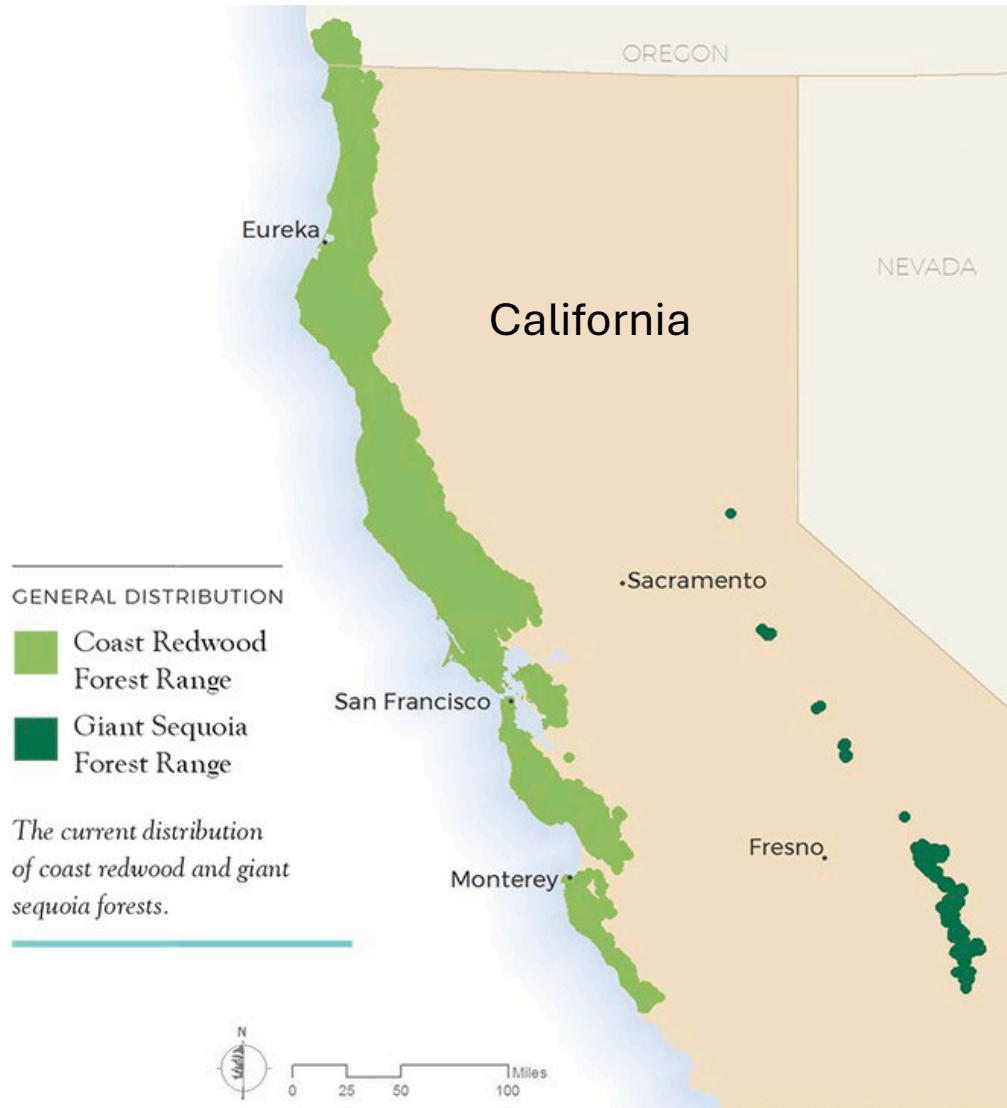 OREGON
Eureka
NEVADA
California
Sacramento
GENERAL DISTRIBUTION
Coast Redwood
Forest Range
San Francisco
Giant Sequoia
Forest Range
The current distribution
of coast redwood and giant
sequoia forests.
Fresno
Monterey
N
Miles
0 25 50 100